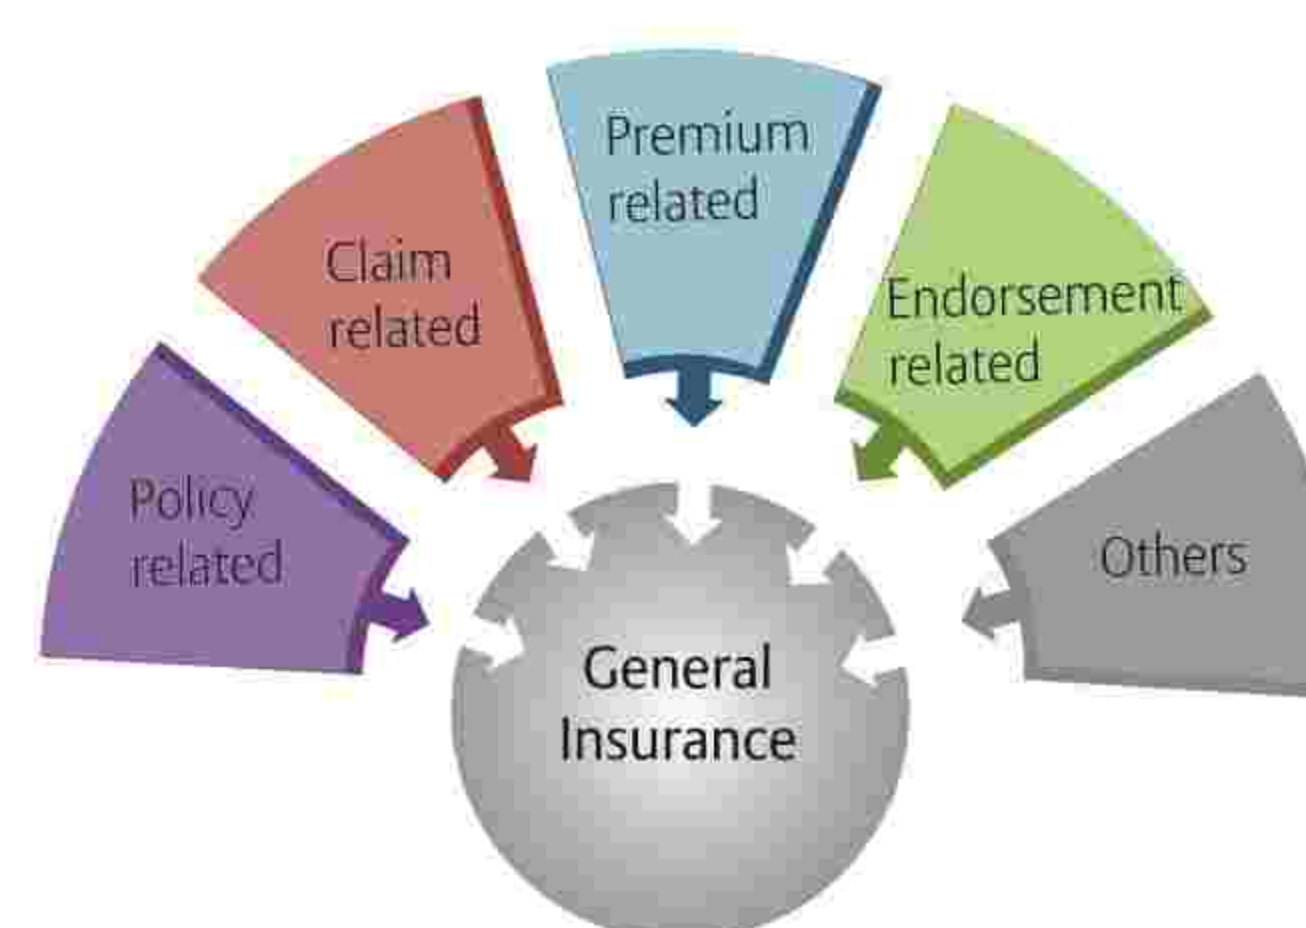 Premium
related
Claim
related
Endorsement
related
Policy
related
Others
General
Insurance